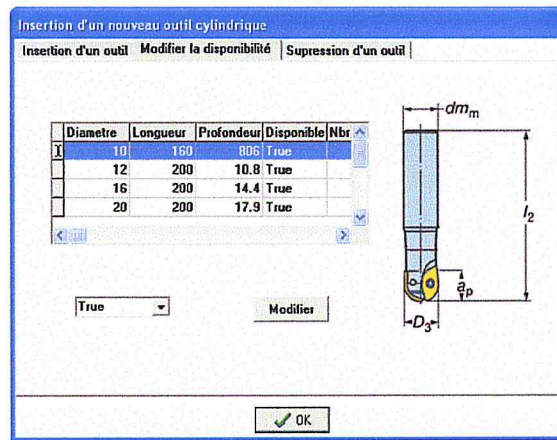 Insertion d'un nouveau outil cylindrique
Insertion d'un outil Modifier la disponibilité Supression d'un outil
Diametre Longueur Profondeur Disponible Nbr
10 160 806 True
12 200 10.8 True
16 200 14.4 True
20 200 17.9 True
dmm
l2
ap
D3
True Modifier
OK